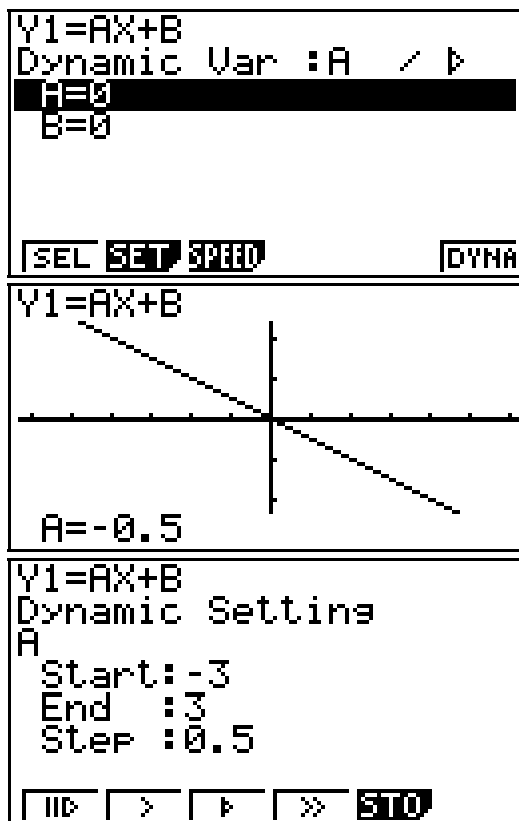 Y1=AX+B
Dynamic Var :A / ▷
A=0
B=0
SEL SET SPEED DYNA
Y1=AX+B
A=-0.5
Y1=AX+B
Dynamic Setting
A
Start:-3
End :3
Step :0.5
II▷ > ▷ >> STO